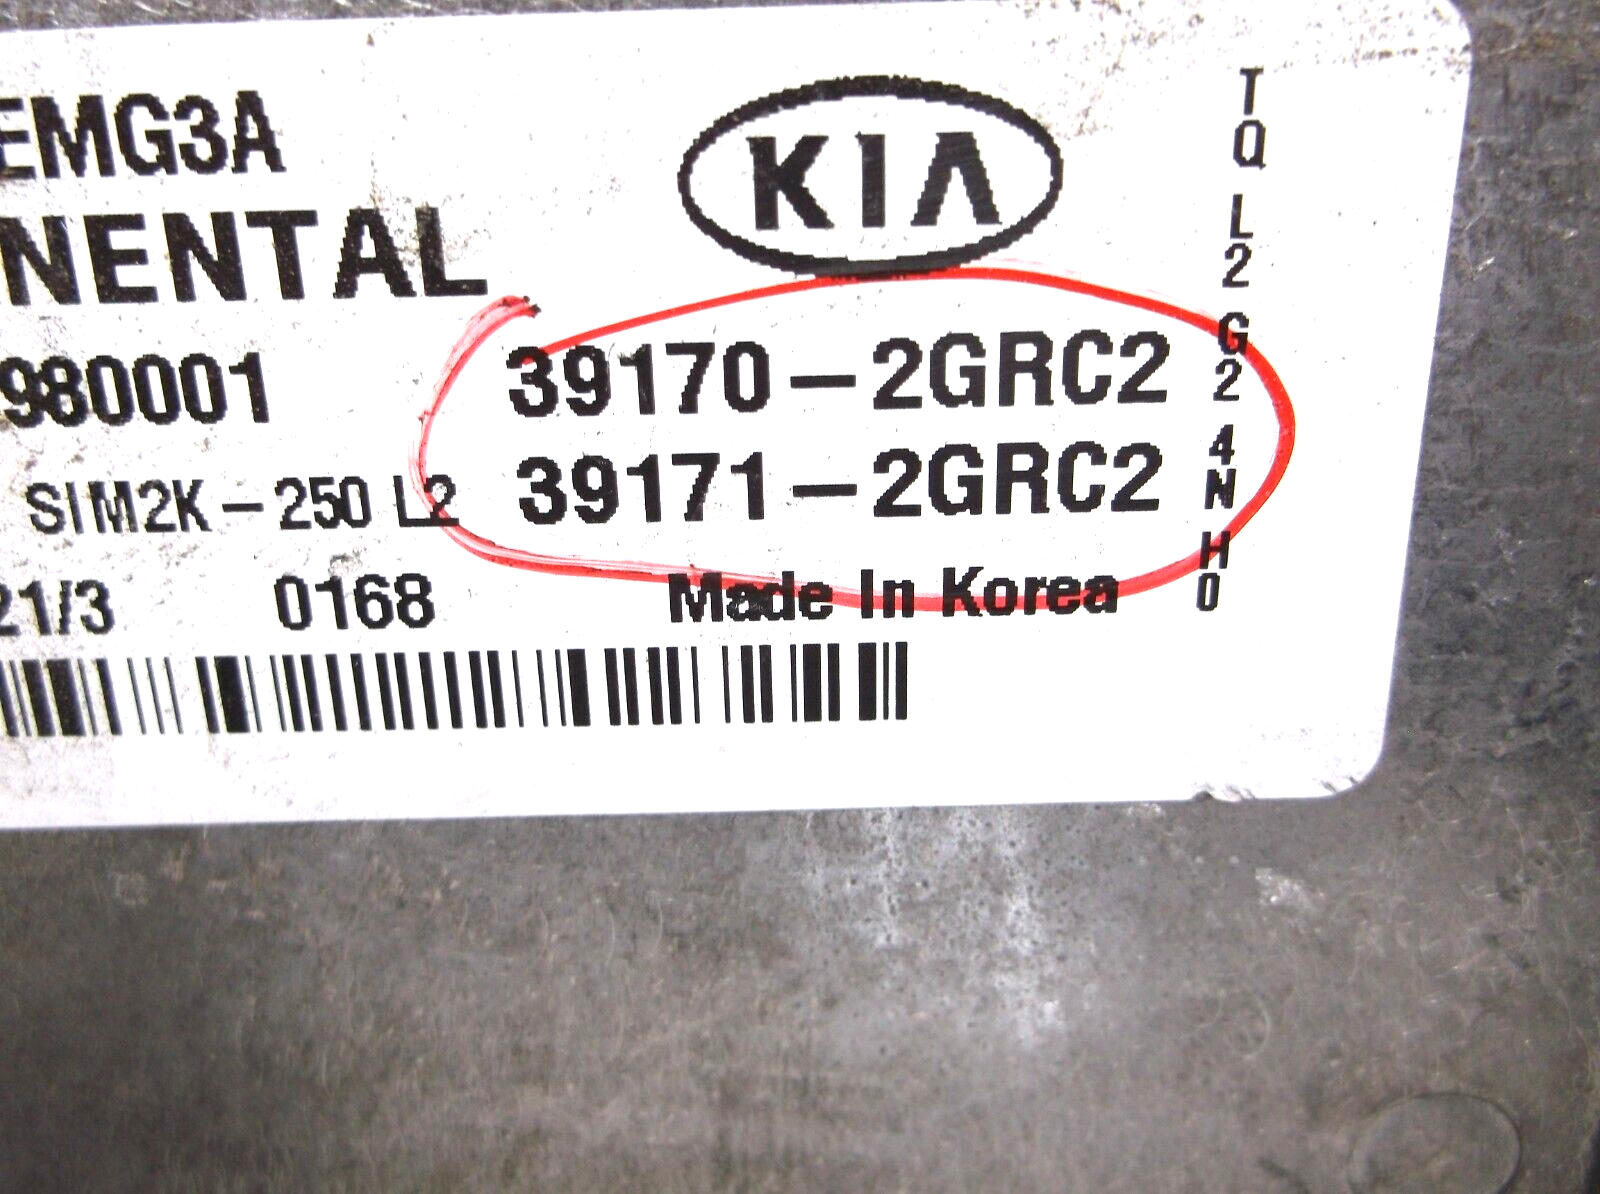 EMG3A
KIA
NENTAL
980001
39170-2GRC2
39171-2GRC2
SIM2K-250 L2
21/3 0168 Made In Korea
TQ L2 G2 4N H0